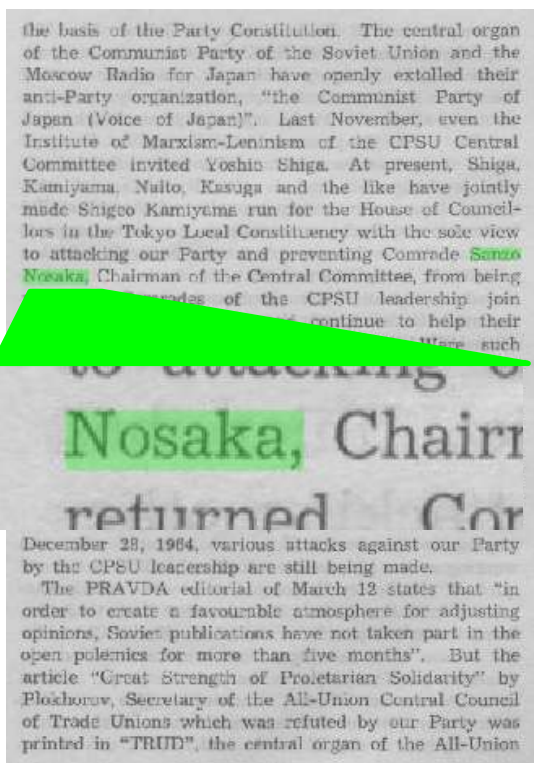 the basis of the Party Constitution. The central organ
of the Communist Party of the Soviet Union and the
Moscow Radio for Japan have openly extolled their
anti-Party organization, "the Communist Party of
Japan (Voice of Japan)". Last November, even the
Institute of Marxism-Leninism of the CPSU Central
Committee invited Yoshio Shiga. At present, Shiga,
Kamiyama, Naito, Kasuga and the like have jointly
made Shigeo Kamiyama run for the House of Council-
lors in the Tokyo Local Constituency with the sole view
to attacking our Party and preventing Comrade Sanzo
Nosaka, Chairman of the Central Committee, from being
of the CPSU leadership join
continue to help their
Ware such
to attacking
Nosaka, Chair
returned
December 28, 1964, various attacks against our Party
by the CPSU leadership are still being made.
The PRAVDA editorial of March 12 states that "in
order to create a favourable atmosphere for adjusting
opinions, Soviet publications have not taken part in the
open polemics for more than five months". But the
article "Great Strength of Proletarian Solidarity" by
Plokhorov, Secretary of the All-Union Central Council
of Trade Unions which was refuted by our Party was
printed in "TRUD", the central organ of the All-Union